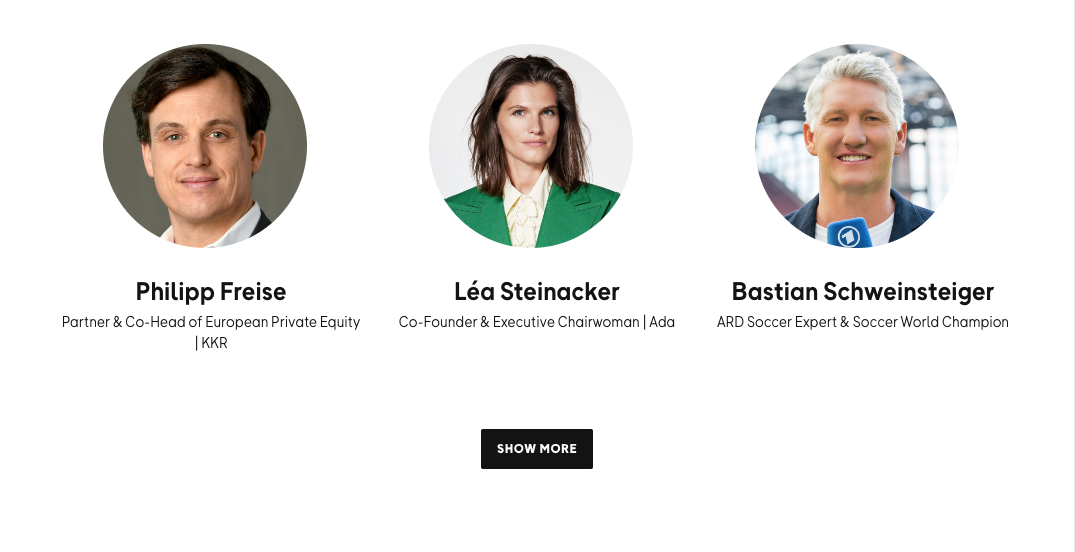 Philipp Freise
Léa Steinacker
Bastian Schweinsteiger
Partner & Co-Head of European Private Equity
| KKR
Co-Founder & Executive Chairwoman | Ada
ARD Soccer Expert & Soccer World Champion
SHOW MORE